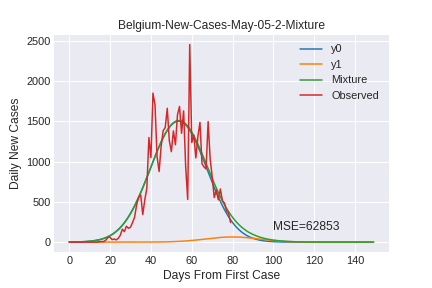 Belgium-New-Cases-May-05-2-Mixture
2500
2000
1500
1000
500
0
Daily New Cases
y0
y1
Mixture
Observed
MSE=62853
0 20 40 60 80 100 120 140
Days From First Case